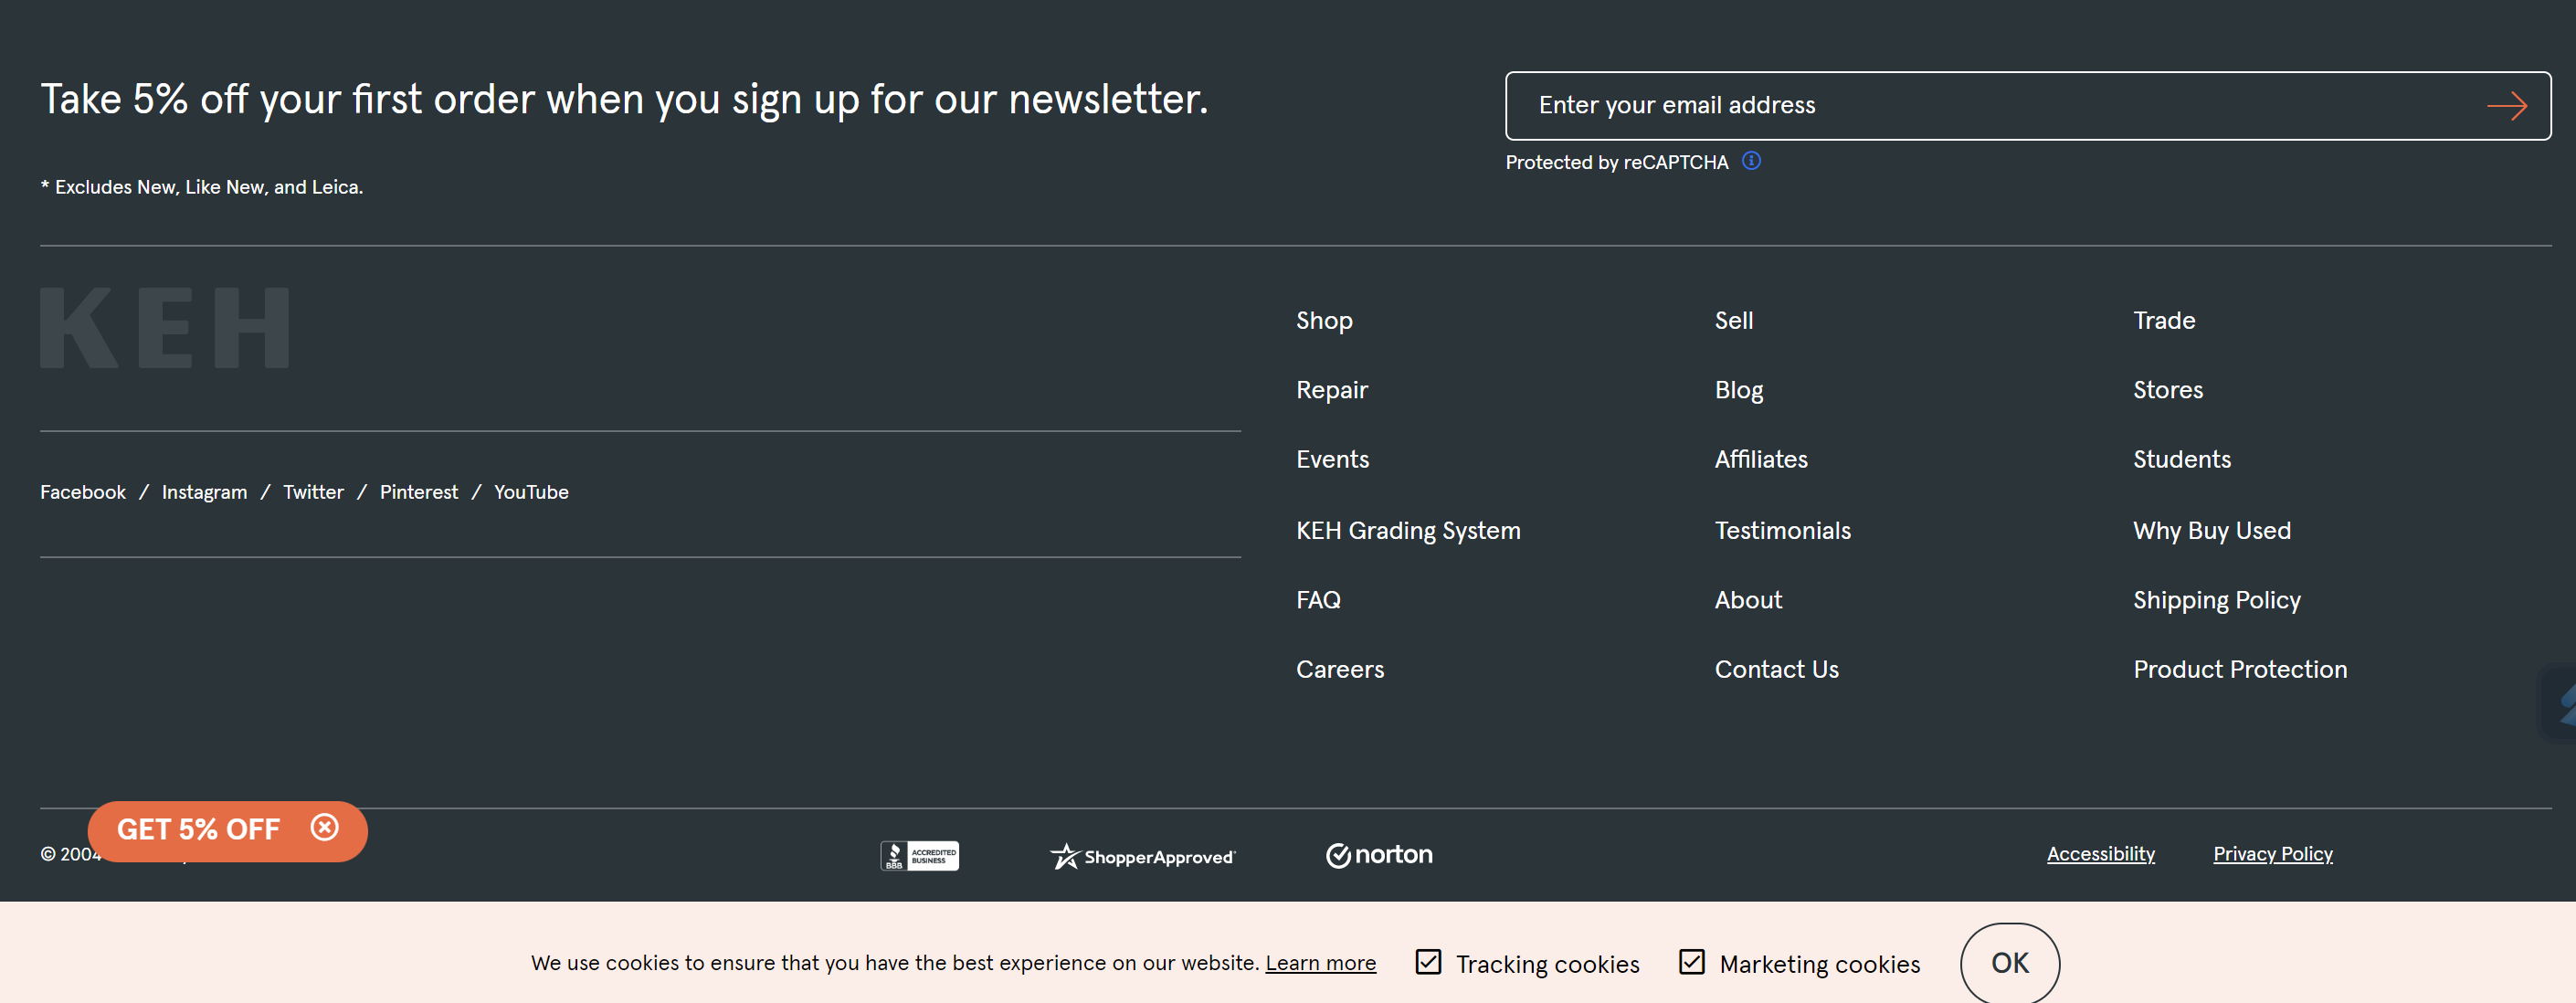 Take 5% off your first order when you sign up for our newsletter.
Enter your email address
Protected by reCAPTCHA
* Excludes New, Like New, and Leica.
KEH
Facebook / Instagram / Twitter / Pinterest / YouTube
Shop
Sell
Trade
Repair
Blog
Stores
Events
Affiliates
Students
KEH Grading System
Testimonials
Why Buy Used
FAQ
About
Shipping Policy
Careers
Contact Us
Product Protection
GET 5% OFF
© 2004
BBB
ACCREDITED
BUSINESS
ShopperApproved
norton
Accessibility
Privacy Policy
We use cookies to ensure that you have the best experience on our website. Learn more
Tracking cookies
Marketing cookies
OK